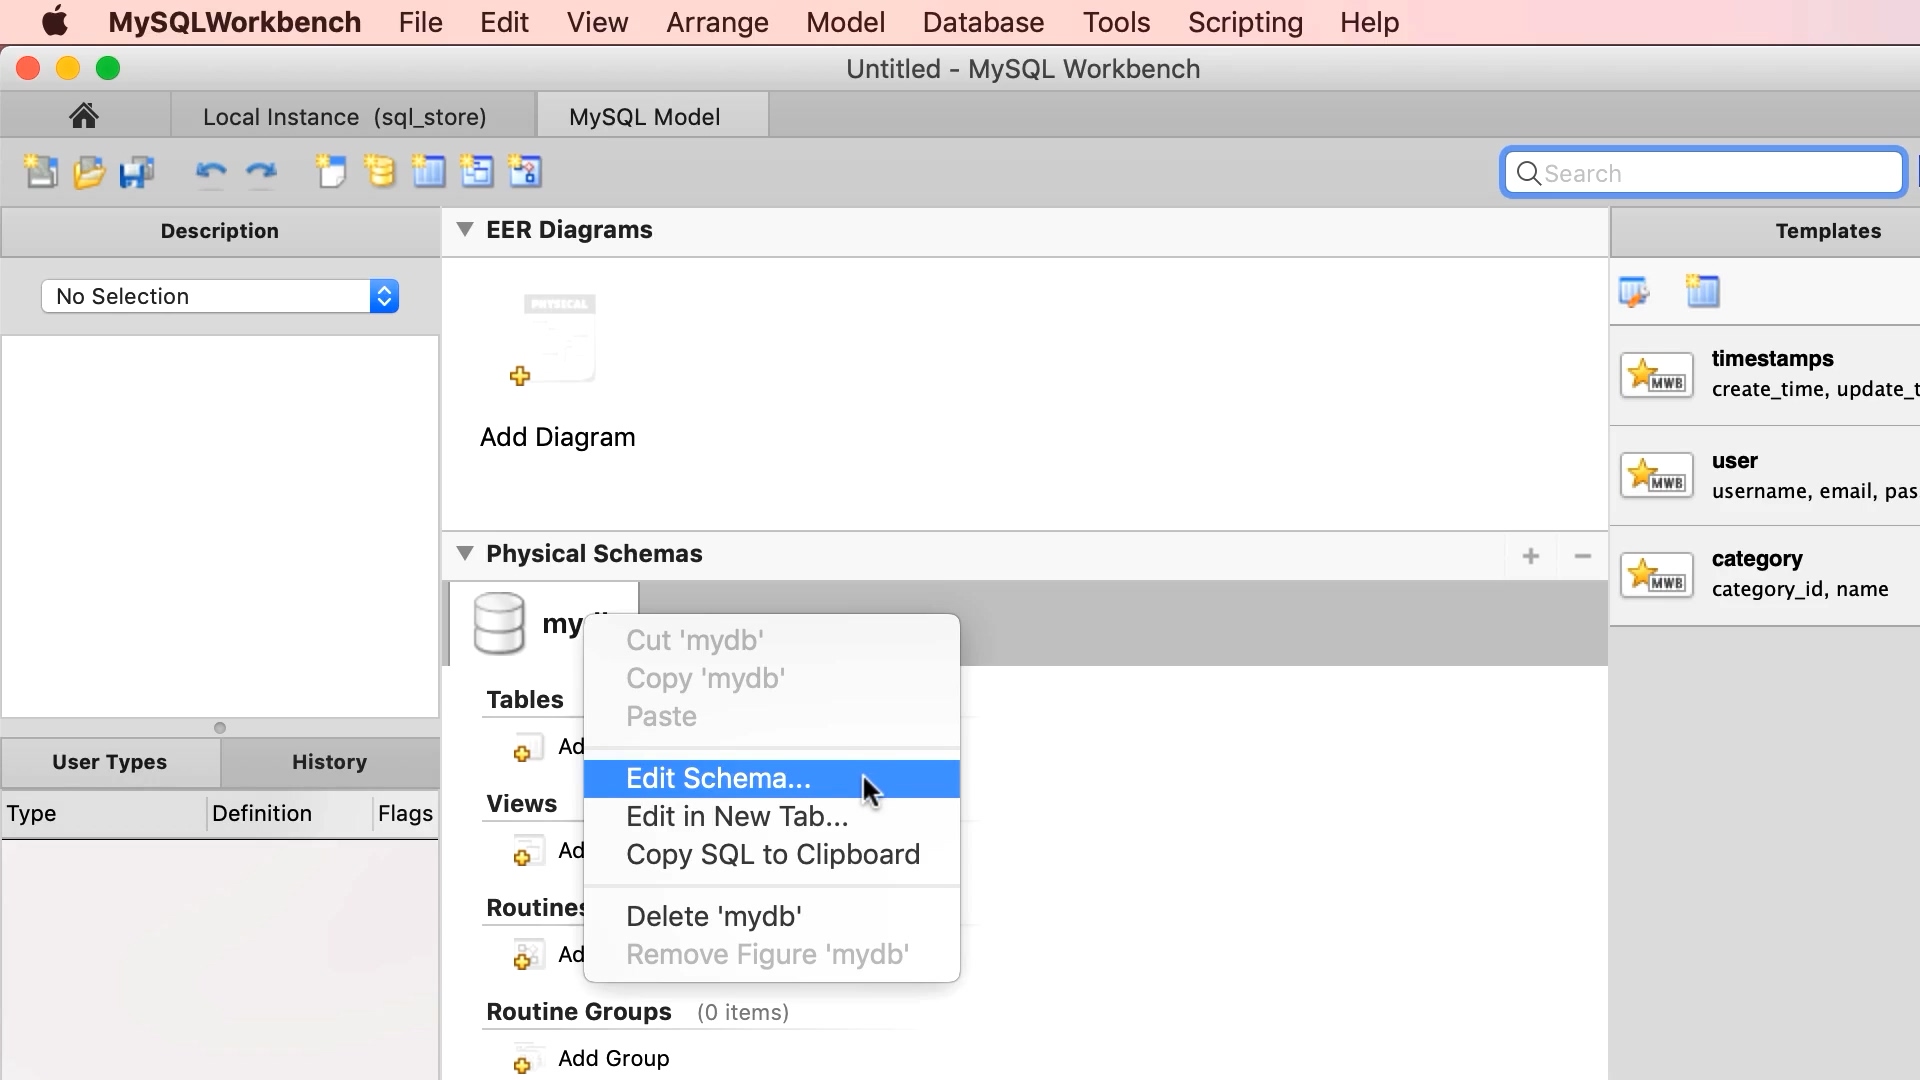 MySQLWorkbench File Edit View Arrange Model Database Tools Scripting Help
Untitled - MySQL Workbench
Local Instance (sql_store) MySQL Model
Search
Description
EER Diagrams
Templates
No Selection
PHYSICAL
timestamps
MWB
create_time, update_t
Add Diagram
user
MWB
username, email, pas
Physical Schemas + −
category
MWB
category_id, name
my
Cut 'mydb'
Copy 'mydb'
Paste
Edit Schema...
Edit in New Tab...
Copy SQL to Clipboard
Delete 'mydb'
Remove Figure 'mydb'
Tables
Ad
User Types History
Views
Type Definition Flags
Ad
Routines
Ad
Routine Groups (0 items)
Add Group